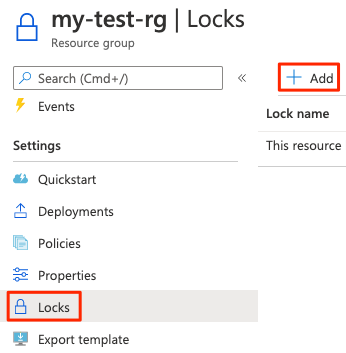 my-test-rg | Locks
Resource group
Search (Cmd+/)
«
+ Add
Events
Lock name
Settings
This resource
Quickstart
Deployments
Policies
Properties
Locks
Export template